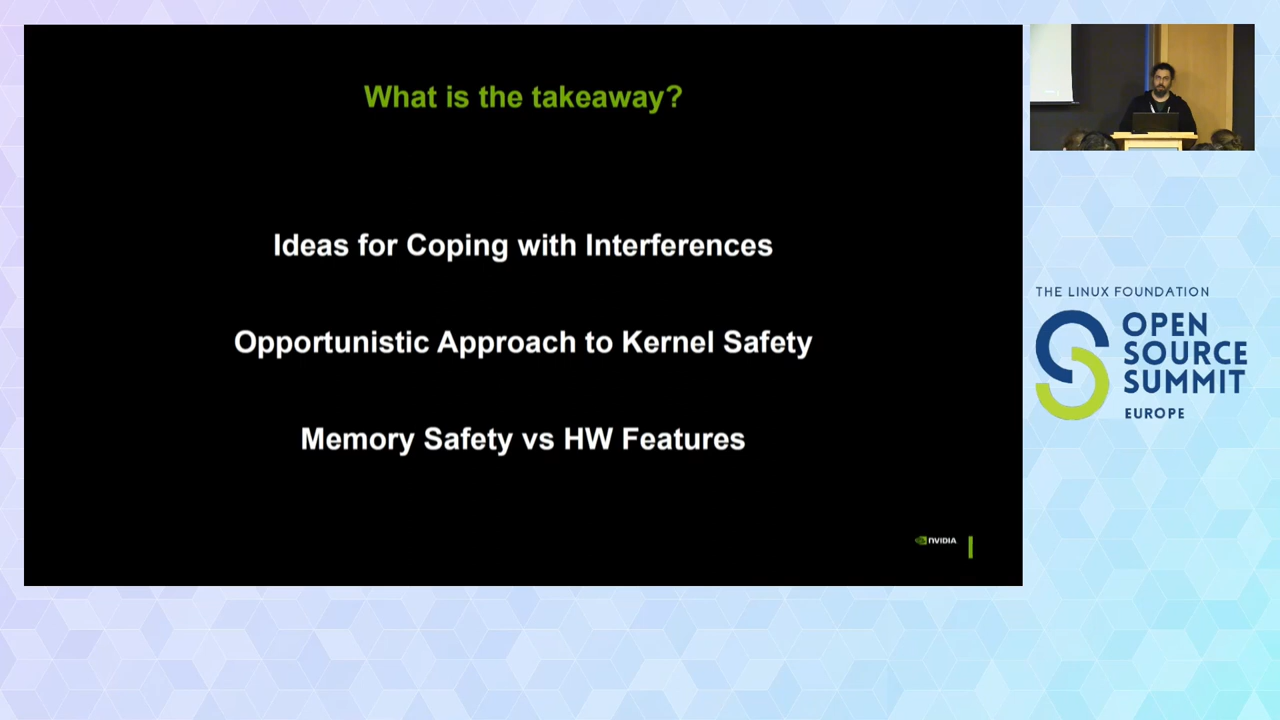 What is the takeaway?
Ideas for Coping with Interferences
Opportunistic Approach to Kernel Safety
Memory Safety vs HW Features
NVIDIA
THE LINUX FOUNDATION
OPEN
SOURCE
SUMMIT
EUROPE